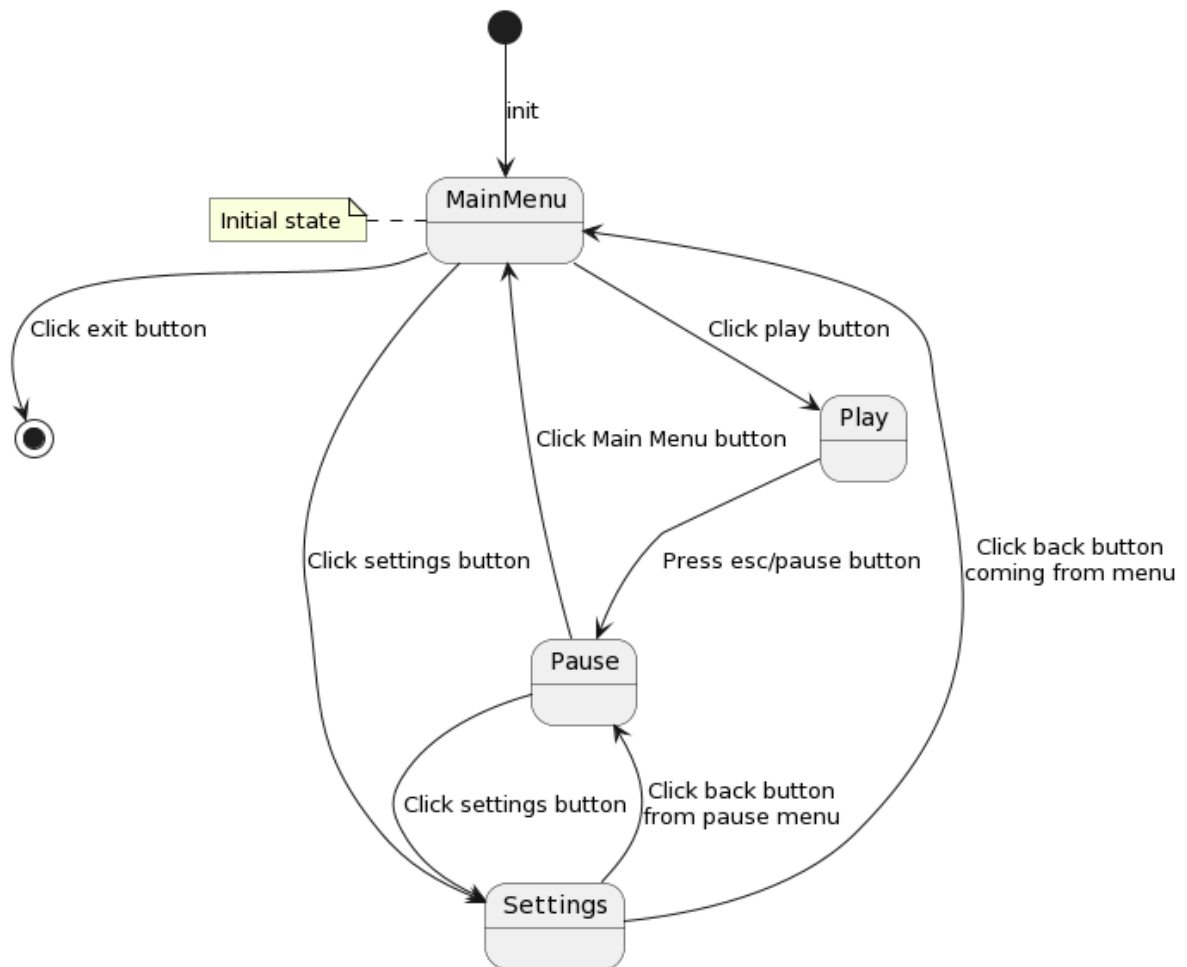 init
MainMenu
Initial state
Click exit button
Click play button
Play
Click Main Menu button
Click settings button
Press esc/pause button
Click back button
coming from menu
Pause
Click settings button
Click back button
from pause menu
Settings